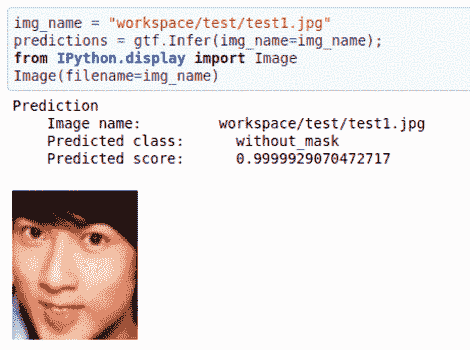 img_name = "workspace/test/test1.jpg"
predictions = gtf.Infer(img_name=img_name);
from IPython.display import Image
Image(filename=img_name)
Prediction
Image name: workspace/test/test1.jpg
Predicted class: without_mask
Predicted score: 0.9999929070472717